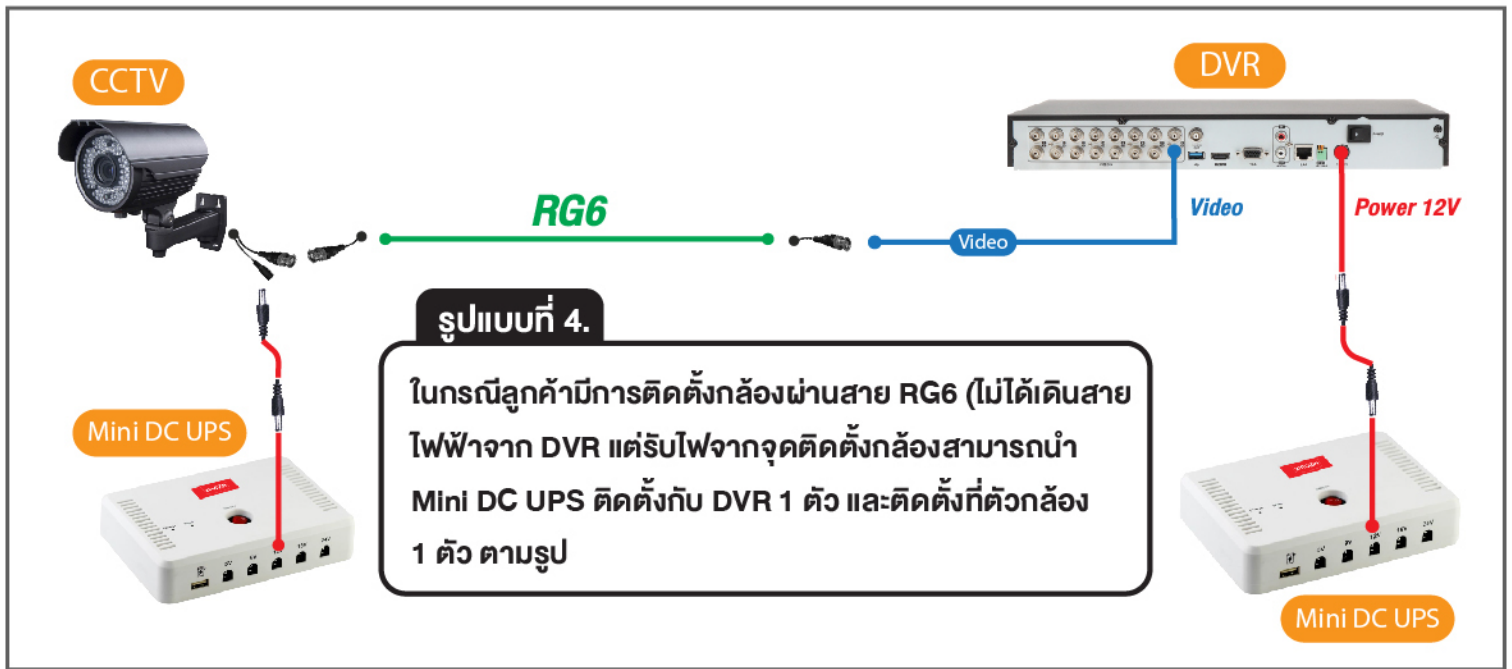 CCTV
DVR
RG6
Video
Video
Power 12V
รูปแบบที่ 4.
ในกรณีลูกค้ามีการติดตั้งกล้องผ่านสาย RG6 (ไม่ได้เดินสาย
ไฟฟ้าจาก DVR แต่รับไฟจากจุดติดตั้งกล้องสามารถนำ
Mini DC UPS ติดตั้งกับ DVR 1 ตัว และติดตั้งที่ตัวกล้อง
1 ตัว ตามรูป
Mini DC UPS
5V 9V 12V 15V 24V
Mini DC UPS